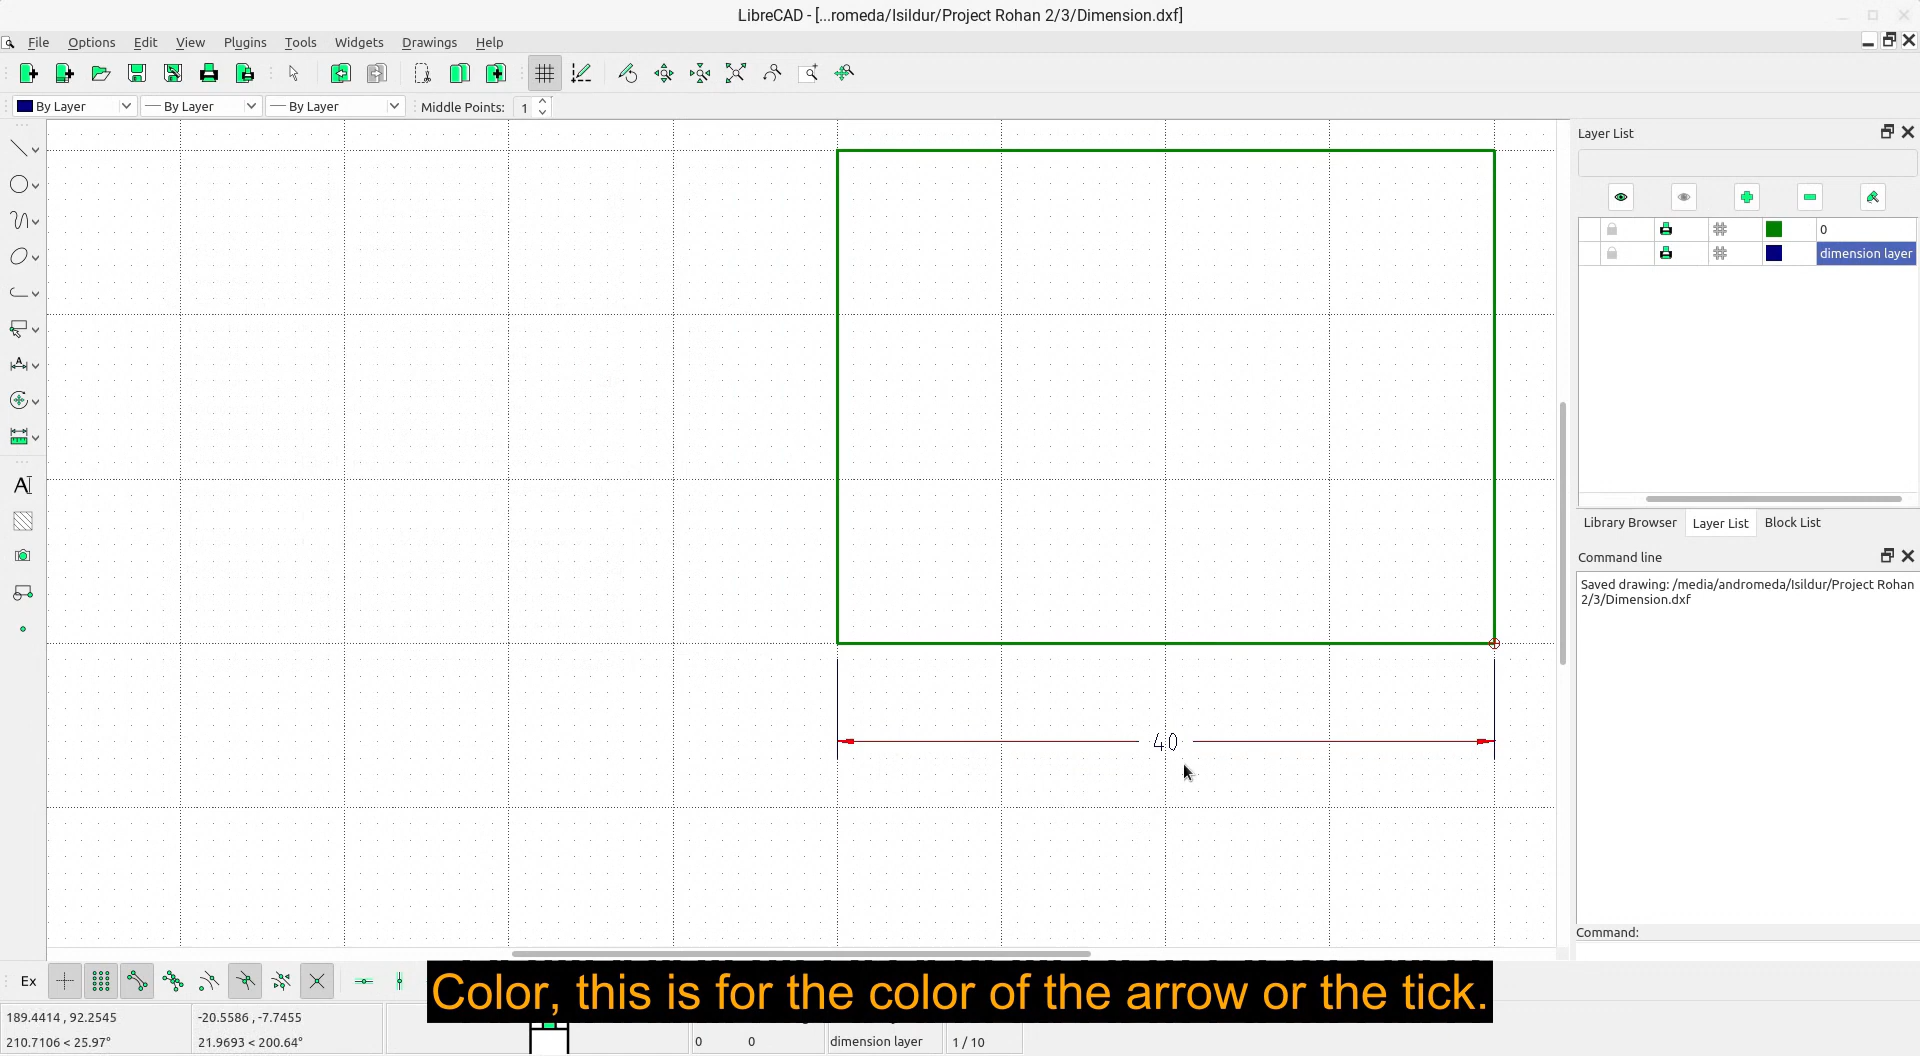 LibreCAD - [...romeda/Isildur/Project Rohan 2/3/Dimension.dxf]
File Options Edit View Plugins Tools Widgets Drawings Help
By Layer By Layer By Layer Middle Points: 1
Layer List
0
dimension layer
Library Browser Layer List Block List
Command line
Saved drawing: /media/andromeda/Isildur/Project Rohan
2/3/Dimension.dxf
40
Command:
Ex
Color, this is for the color of the arrow or the tick.
189.4414 , 92.2545
210.7106 < 25.97°
-20.5586 , -7.7455
21.9693 < 200.64°
0 0
dimension layer
1 / 10